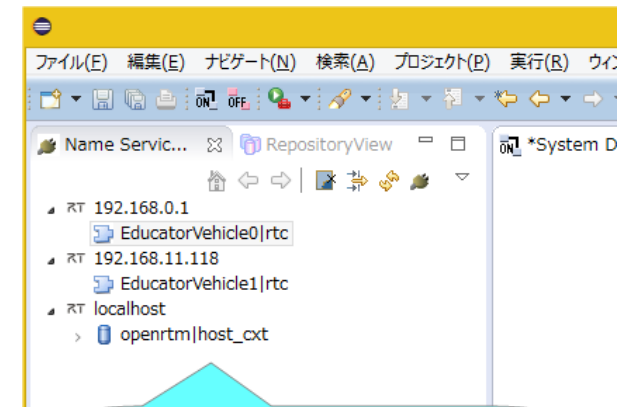 ファイル(F) 編集(E) ナビゲート(N) 検索(A) プロジェクト(P) 実行(R) ウィン
ON OFF
Name Servic... RepositoryView
ON *System D
RT 192.168.0.1
EducatorVehicle0|rtc
RT 192.168.11.118
EducatorVehicle1|rtc
RT localhost
openrtm|host_cxt